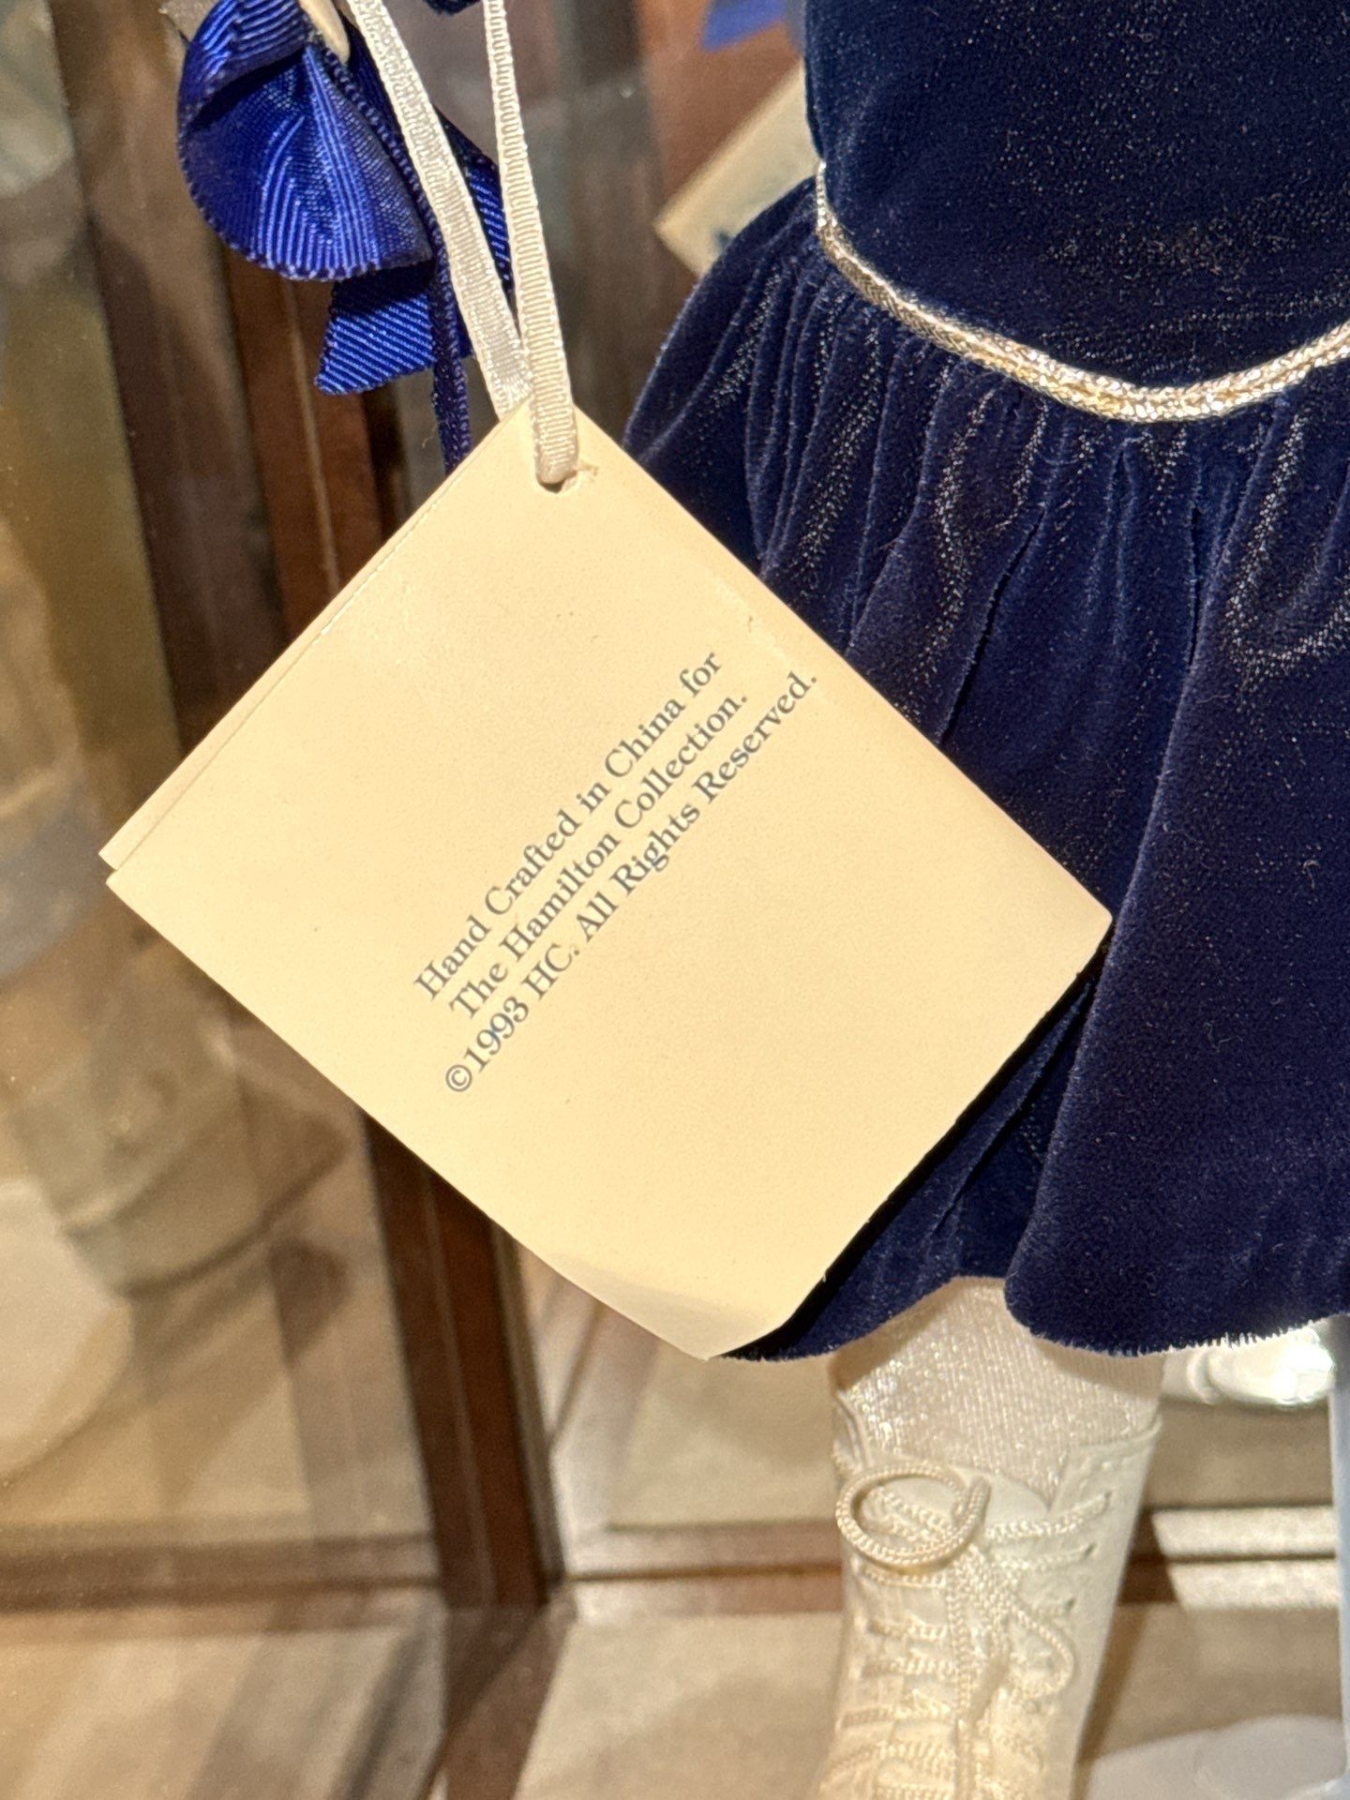 Hand Crafted in China for
The Hamilton Collection.
©1993 HC. All Rights Reserved.